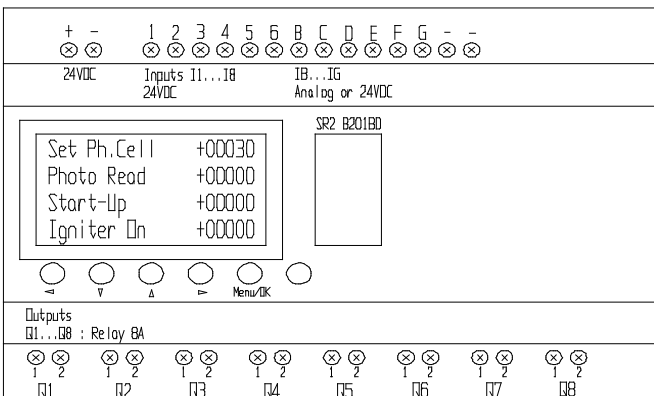 + - 1 2 3 4 5 6 B C D E F G - -
24VDC Inputs I1...I8 IB...IG
24VDC Analog or 24VDC
SR2 B201BD
Set Ph.Cell +00030
Photo Read +00000
Start-Up +00000
Igniter On +00000
Menu/OK
Outputs
Q1...Q8 : Relay 8A
1 2 1 2 1 2 1 2 1 2 1 2 1 2 1 2
Q1 Q2 Q3 Q4 Q5 Q6 Q7 Q8